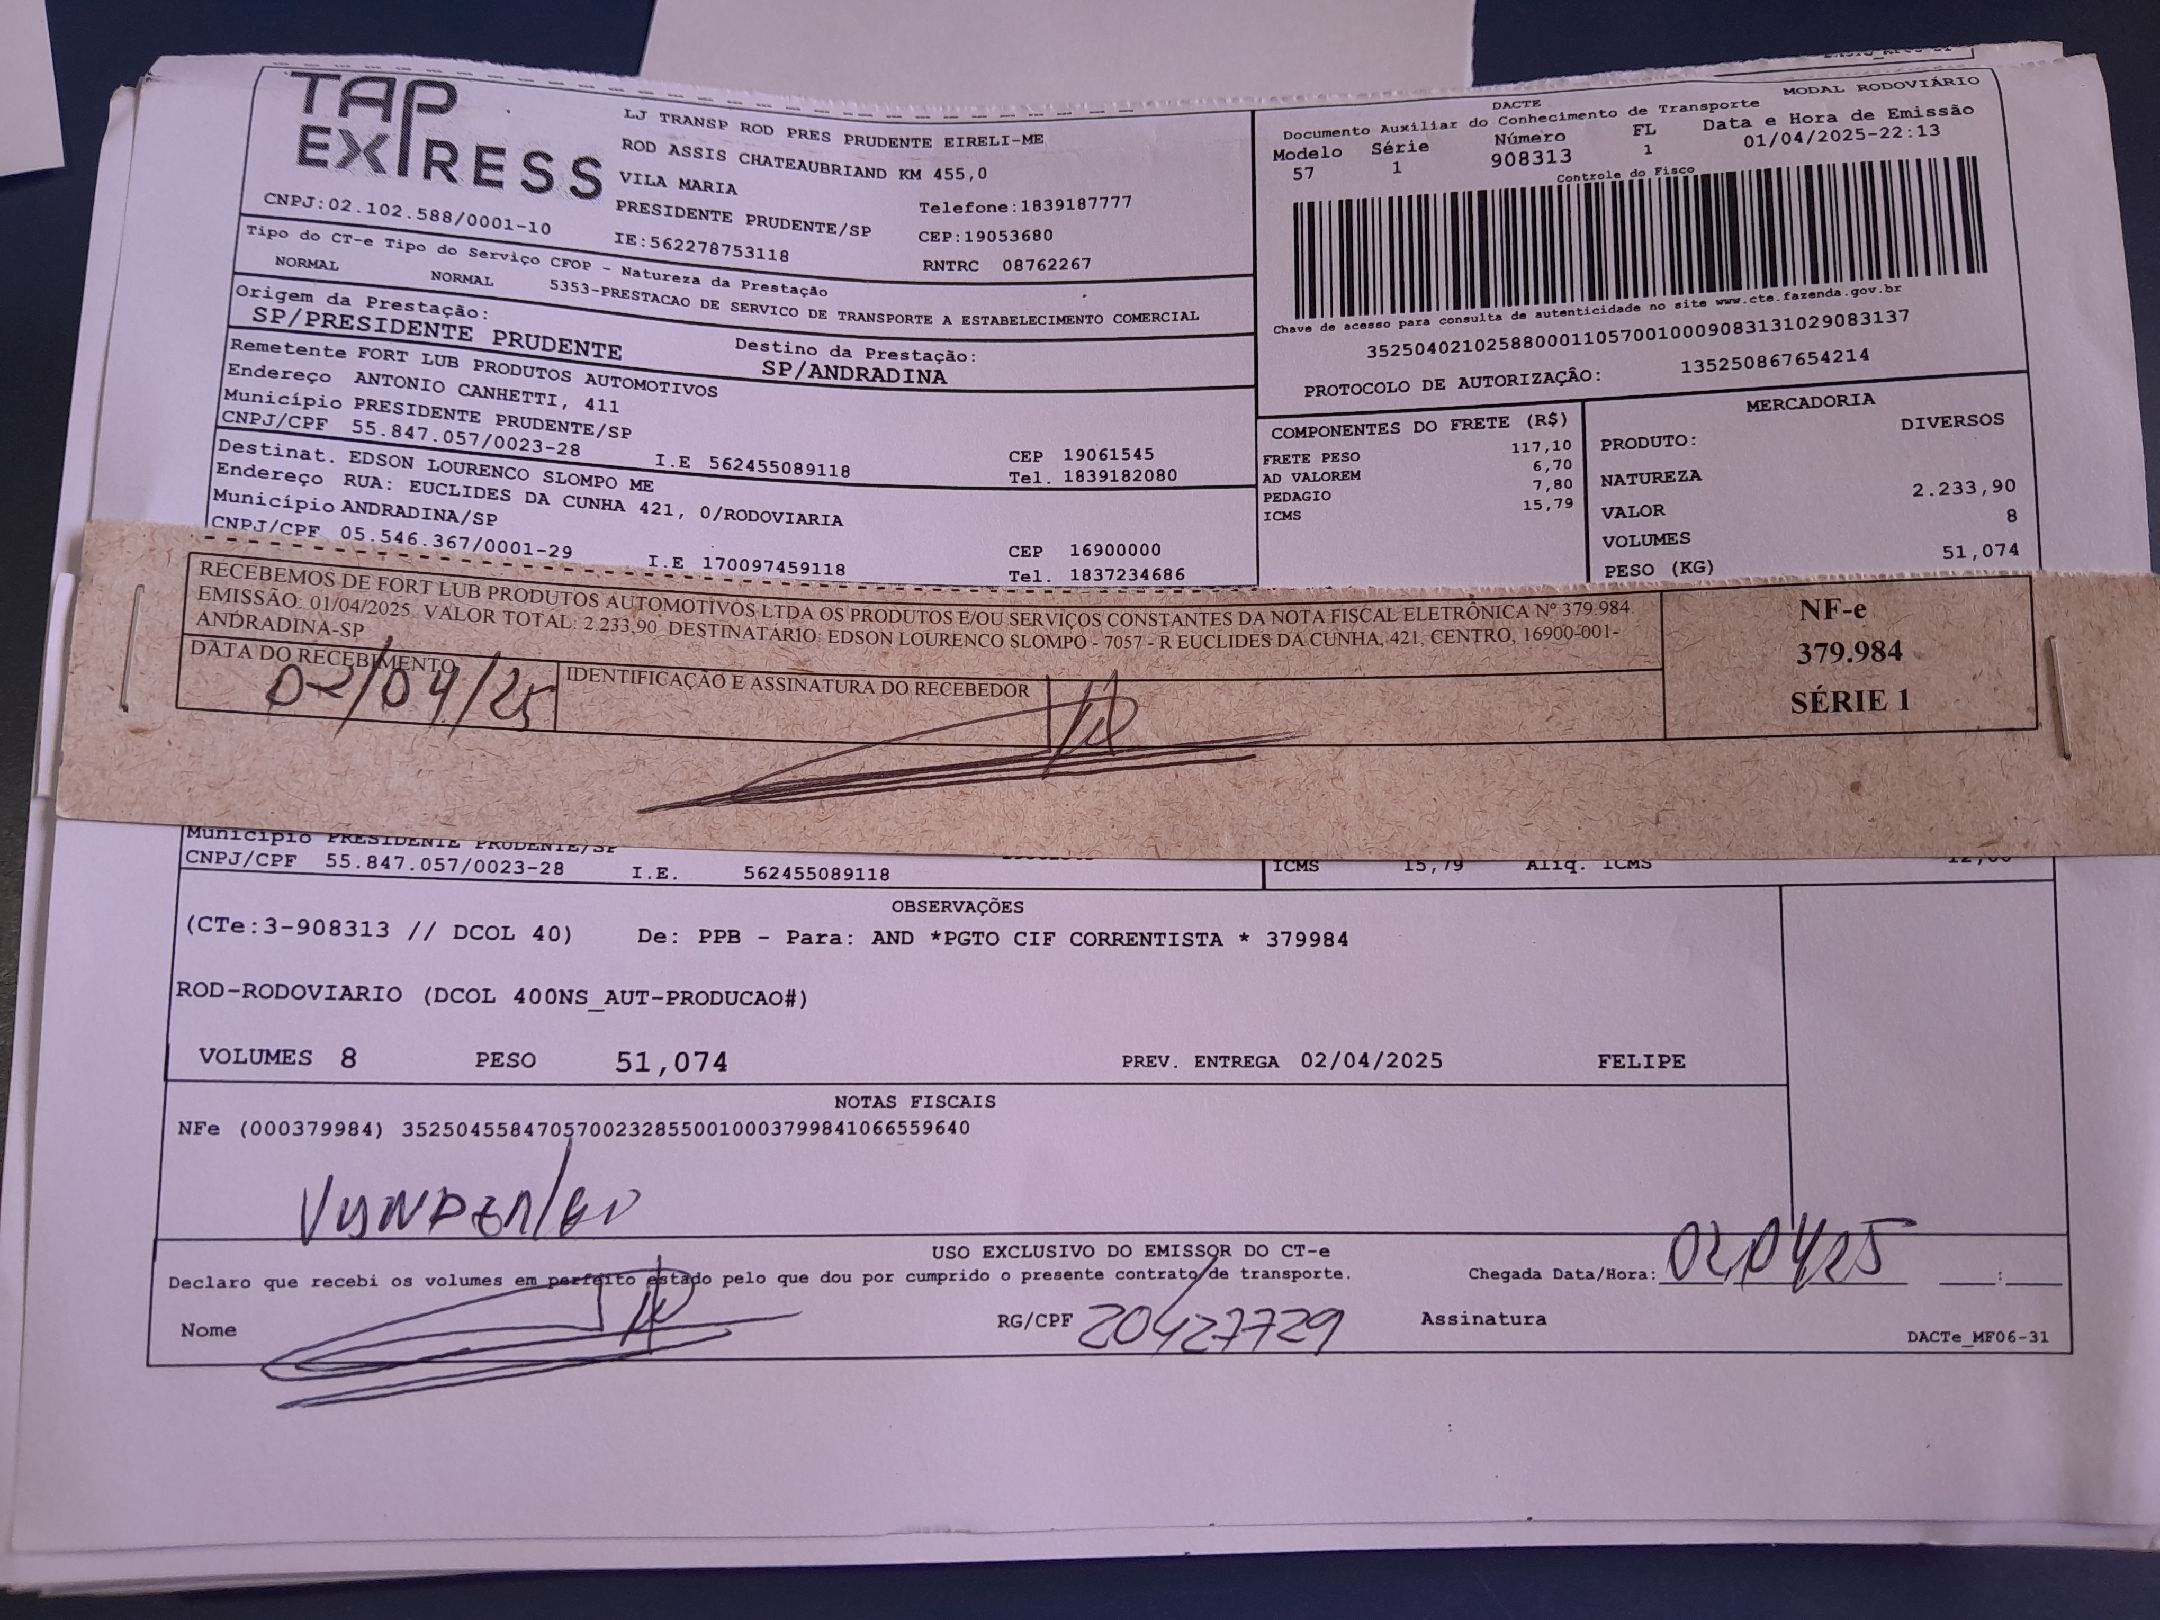 TAP
EXPRESS
CNPJ:02.102.588/0001-10
LJ TRANSP ROD PRES PRUDENTE EIRELI-ME
ROD ASSIS CHATEAUBRIAND KM 455,0
VILA MARIA
PRESIDENTE PRUDENTE/SP
IE:562278753118
Telefone:1839187777
CEP:19053680
RNTRC 08762267
MODAL RODOVIÁRIO
DACTE
Documento Auxiliar do Conhecimento de Transporte
Modelo Série Número FL Data e Hora de Emissão
57 1 908313 1 01/04/2025-22:13
Controle do Fisco
Chave de acesso para consulta de autenticidade no site www.cte.fazenda.gov.br
35250402102588000110570010009083131029083137
PROTOCOLO DE AUTORIZAÇÃO: 135250867654214
Tipo do CT-e Tipo do Serviço CFOP - Natureza da Prestação
NORMAL NORMAL 5353-PRESTACAO DE SERVICO DE TRANSPORTE A ESTABELECIMENTO COMERCIAL
Origem da Prestação: Destino da Prestação:
SP/PRESIDENTE PRUDENTE SP/ANDRADINA
Remetente FORT LUB PRODUTOS AUTOMOTIVOS
Endereço ANTONIO CANHETTI, 411
Município PRESIDENTE PRUDENTE/SP CEP 19061545
CNPJ/CPF 55.847.057/0023-28 I.E 562455089118 Tel. 1839182080
Destinat. EDSON LOURENCO SLOMPO ME
Endereço RUA: EUCLIDES DA CUNHA 421, 0/RODOVIARIA
Município ANDRADINA/SP CEP 16900000
CNPJ/CPF 05.546.367/0001-29 I.E 170097459118 Tel. 1837234686
COMPONENTES DO FRETE (R$)
FRETE PESO 117,10
AD VALOREM 6,70
PEDAGIO 7,80
ICMS 15,79
MERCADORIA
PRODUTO: DIVERSOS
NATUREZA
VALOR 2.233,90
VOLUMES 8
PESO (KG) 51,074
RECEBEMOS DE FORT LUB PRODUTOS AUTOMOTIVOS LTDA OS PRODUTOS E/OU SERVIÇOS CONSTANTES DA NOTA FISCAL ELETRÔNICA Nº 379.984.
EMISSÃO: 01/04/2025. VALOR TOTAL: 2.233,90. DESTINATÁRIO: EDSON LOURENCO SLOMPO - 7057 - R EUCLIDES DA CUNHA, 421, CENTRO, 16900-001-
ANDRADINA-SP
DATA DO RECEBIMENTO IDENTIFICAÇÃO E ASSINATURA DO RECEBEDOR
02/04/25
NF-e
379.984
SÉRIE 1
Município PRESIDENTE PRUDENTE/SP
CNPJ/CPF 55.847.057/0023-28 I.E. 562455089118
ICMS 15,79 Aliq. ICMS 12,00
OBSERVAÇÕES
(CTe:3-908313 // DCOL 40) De: PPB - Para: AND *PGTO CIF CORRENTISTA * 379984
ROD-RODOVIARIO (DCOL 400NS_AUT-PRODUCAO#)
VOLUMES 8 PESO 51,074 PREV. ENTREGA 02/04/2025 FELIPE
NOTAS FISCAIS
NFe (000379984) 35250455847057002328550010003799841066559640
USO EXCLUSIVO DO EMISSOR DO CT-e
Declaro que recebi os volumes em perfeito estado pelo que dou por cumprido o presente contrato de transporte. Chegada Data/Hora: 02/04/25
Nome RG/CPF 20427729 Assinatura
DACTe_MF06-31